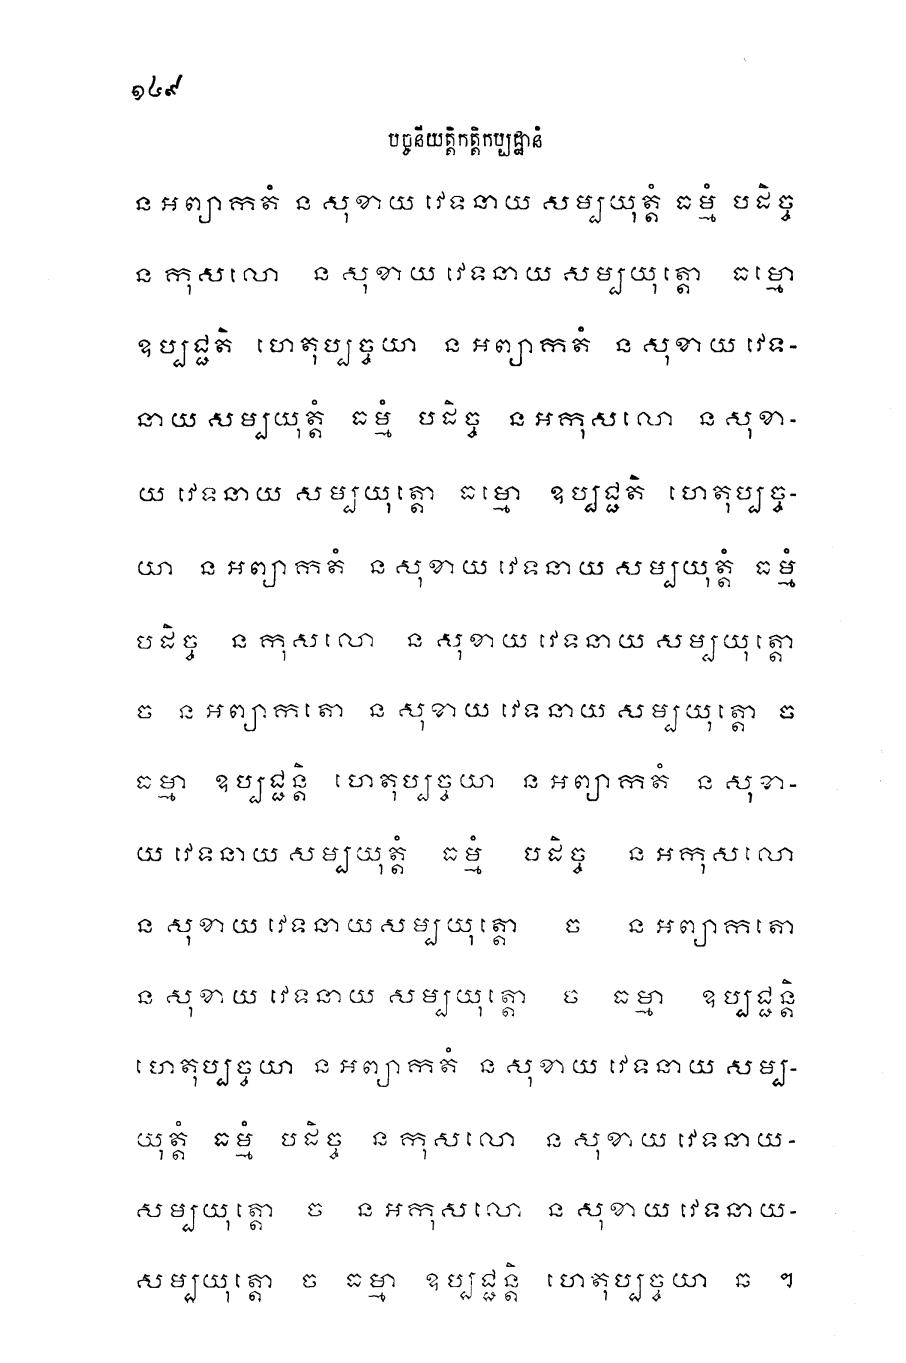 ១៤៩
បច្ចនីយត្តិកត្តិកប្បដ្ឋានំ
ន អព្យាកតំ ន សុខាយ វេទនាយ សម្បយុត្តំ ធម្មំ បដិច្ច
ន កុសលោ ន សុខាយ វេទនាយ សម្បយុត្តោ ធម្មោ
ឧប្បជ្ជតិ ហេតុប្បច្ចយា ន អព្យាកតំ ន សុខាយ វេទ-
នាយ សម្បយុត្តំ ធម្មំ បដិច្ច ន អកុសលោ ន សុខា-
យ វេទនាយ សម្បយុត្តោ ធម្មោ ឧប្បជ្ជតិ ហេតុប្បច្ច-
យា ន អព្យាកតំ ន សុខាយ វេទនាយ សម្បយុត្តំ ធម្មំ
បដិច្ច ន កុសលោ ន សុខាយ វេទនាយ សម្បយុត្តោ
ច ន អព្យាកតោ ន សុខាយ វេទនាយ សម្បយុត្តោ ច
ធម្មា ឧប្បជ្ជន្តិ ហេតុប្បច្ចយា ន អព្យាកតំ ន សុខា-
យ វេទនាយ សម្បយុត្តំ ធម្មំ បដិច្ច ន អកុសលោ
ន សុខាយ វេទនាយ សម្បយុត្តោ ច ន អព្យាកតោ
ន សុខាយ វេទនាយ សម្បយុត្តោ ច ធម្មា ឧប្បជ្ជន្តិ
ហេតុប្បច្ចយា ន អព្យាកតំ ន សុខាយ វេទនាយ សម្ប-
យុត្តំ ធម្មំ បដិច្ច ន កុសលោ ន សុខាយ វេទនាយ-
សម្បយុត្តោ ច ន អកុសលោ ន សុខាយ វេទនាយ-
សម្បយុត្តោ ច ធម្មា ឧប្បជ្ជន្តិ ហេតុប្បច្ចយា ឆ ។